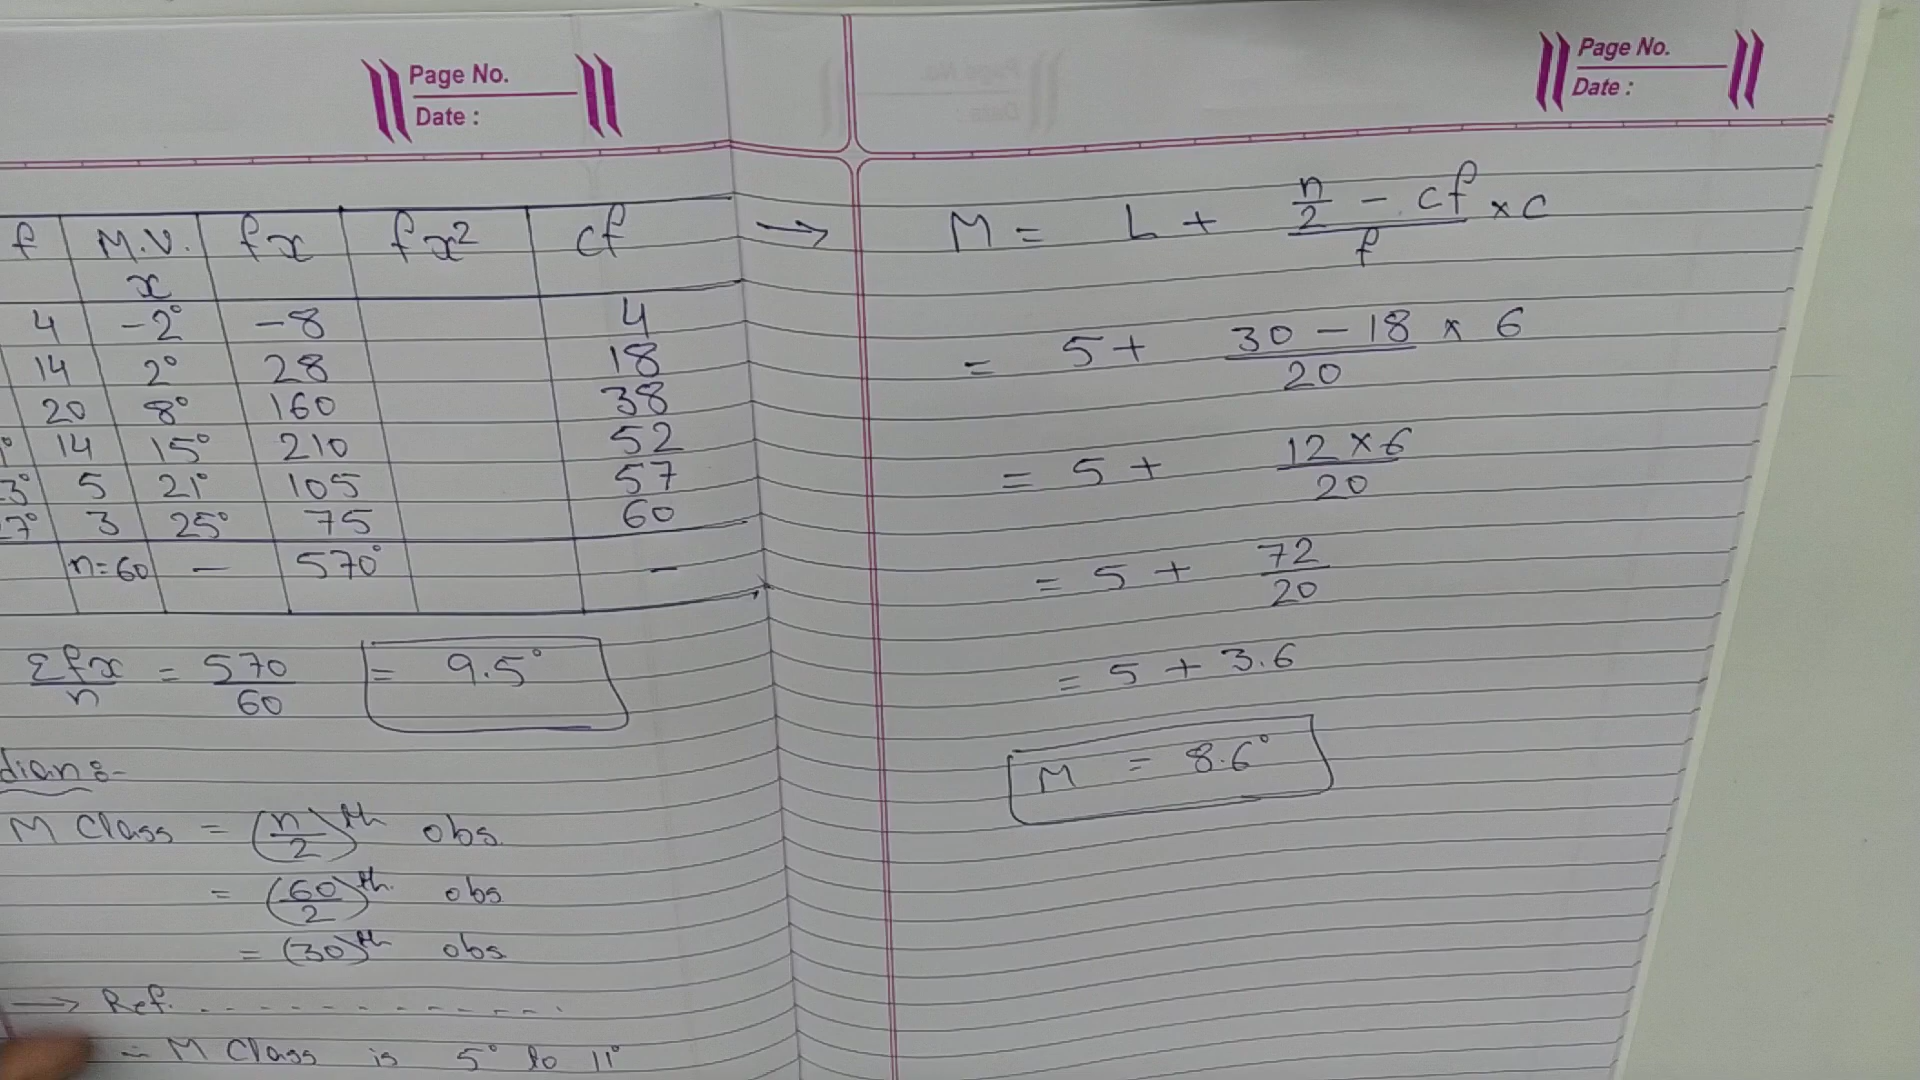 Page No.
Date :
f M.V. x fx fx² cf
4 -2° -8 4
14 2° 28 18
20 8° 160 38
14 15° 210 52
3° 5 21° 105 57
7° 3 25° 75 60
n=60 — 570° —
Σfx/n = 570/60 = 9.5°
dian:-
M Class = (n/2)th obs.
= (60/2)th. obs
= (30)th obs
→ Ref. ............
M Class is 5° to 11°
Page No.
Date :
→ M = L + n/2 - cf/f × c
= 5 + 30 - 18/20 × 6
= 5 + 12 × 6/20
= 5 + 72/20
= 5 + 3.6
M = 8.6°